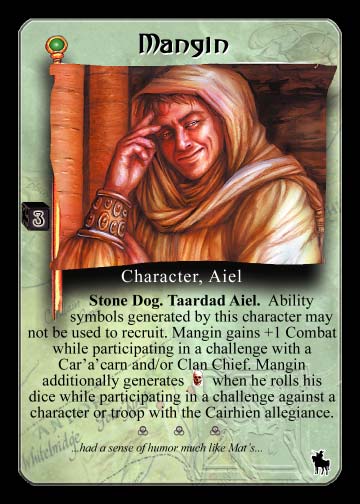 Mangin
3
Character, Aiel
Stone Dog. Taardad Aiel. Ability
symbols generated by this character may
not be used to recruit. Mangin gains +1 Combat
while participating in a challenge with a
Car'a'carn and/or Clan Chief. Mangin
additionally generates when he rolls his
dice while participating in a challenge against a
character or troop with the Cairhien allegiance.
Whitebridge
...had a sense of humor much like Mat's...